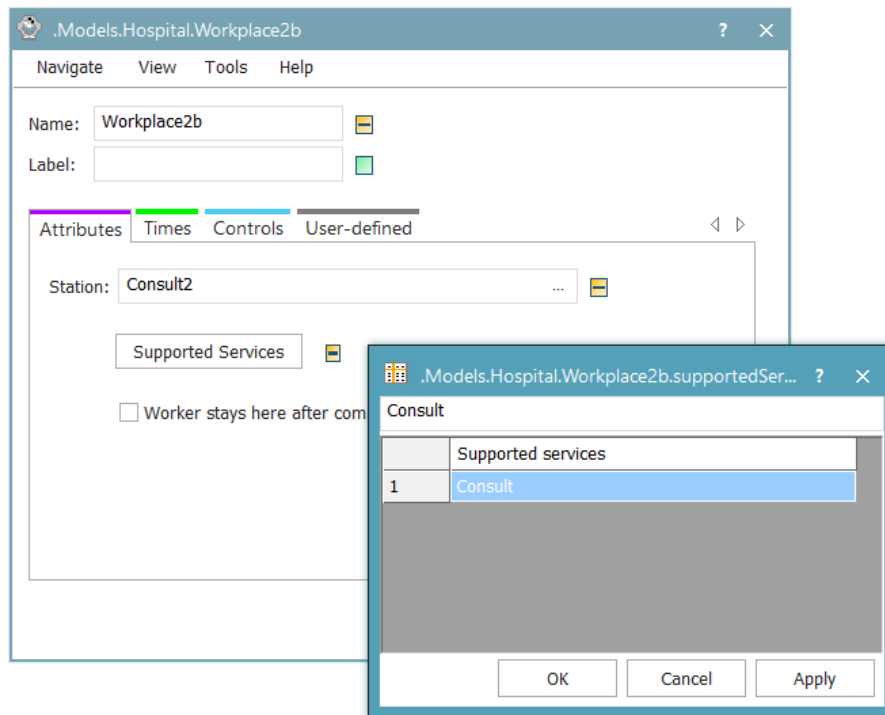 .Models.Hospital.Workplace2b ?
Navigate View Tools Help
Name: Workplace2b
Label:
Attributes Times Controls User-defined
Station: Consult2 ...
Supported Services
Worker stays here after com
.Models.Hospital.Workplace2b.supportedSer... ?
Consult
Supported services
1 Consult
OK Cancel Apply